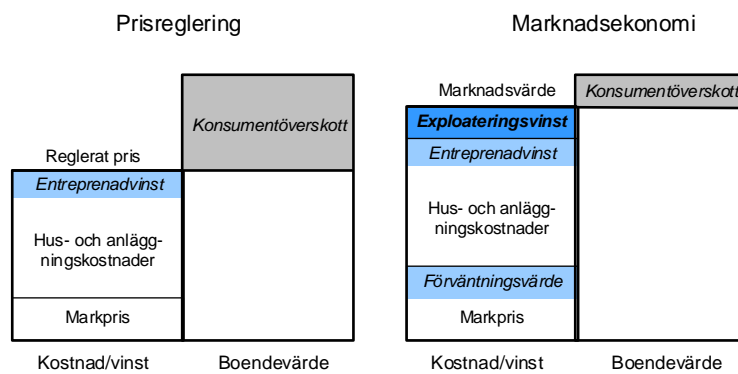 Prisreglering
Konsumentöverskott
Reglerat pris
Entreprenadvinst
Hus- och anlägg-
ningskostnader
Markpris
Kostnad/vinst
Boendevärde
Marknadsekonomi
Marknadsvärde
Konsumentöverskott
Exploateringsvinst
Entreprenadvinst
Hus- och anlägg-
ningskostnader
Förväntningsvärde
Markpris
Kostnad/vinst
Boendevärde